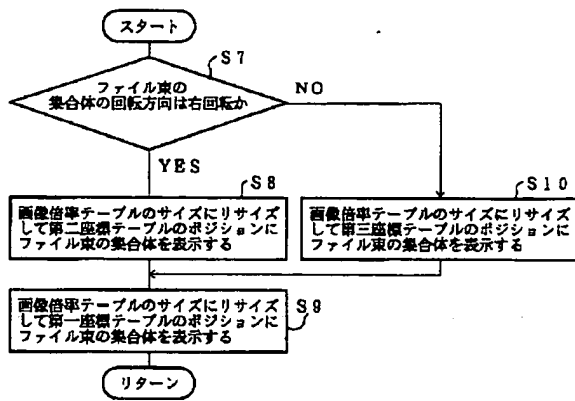 スタート
S7
ファイル束の
集合体の回転方向は右回転か
NO
YES
S8
画像倍率テーブルのサイズにリサイズ
して第二座標テーブルのポジションに
ファイル束の集合体を表示する
S10
画像倍率テーブルのサイズにリサイズ
して第三座標テーブルのポジションに
ファイル束の集合体を表示する
画像倍率テーブルのサイズにリサイズ
して第一座標テーブルのポジションに
ファイル束の集合体を表示する
S9
リターン